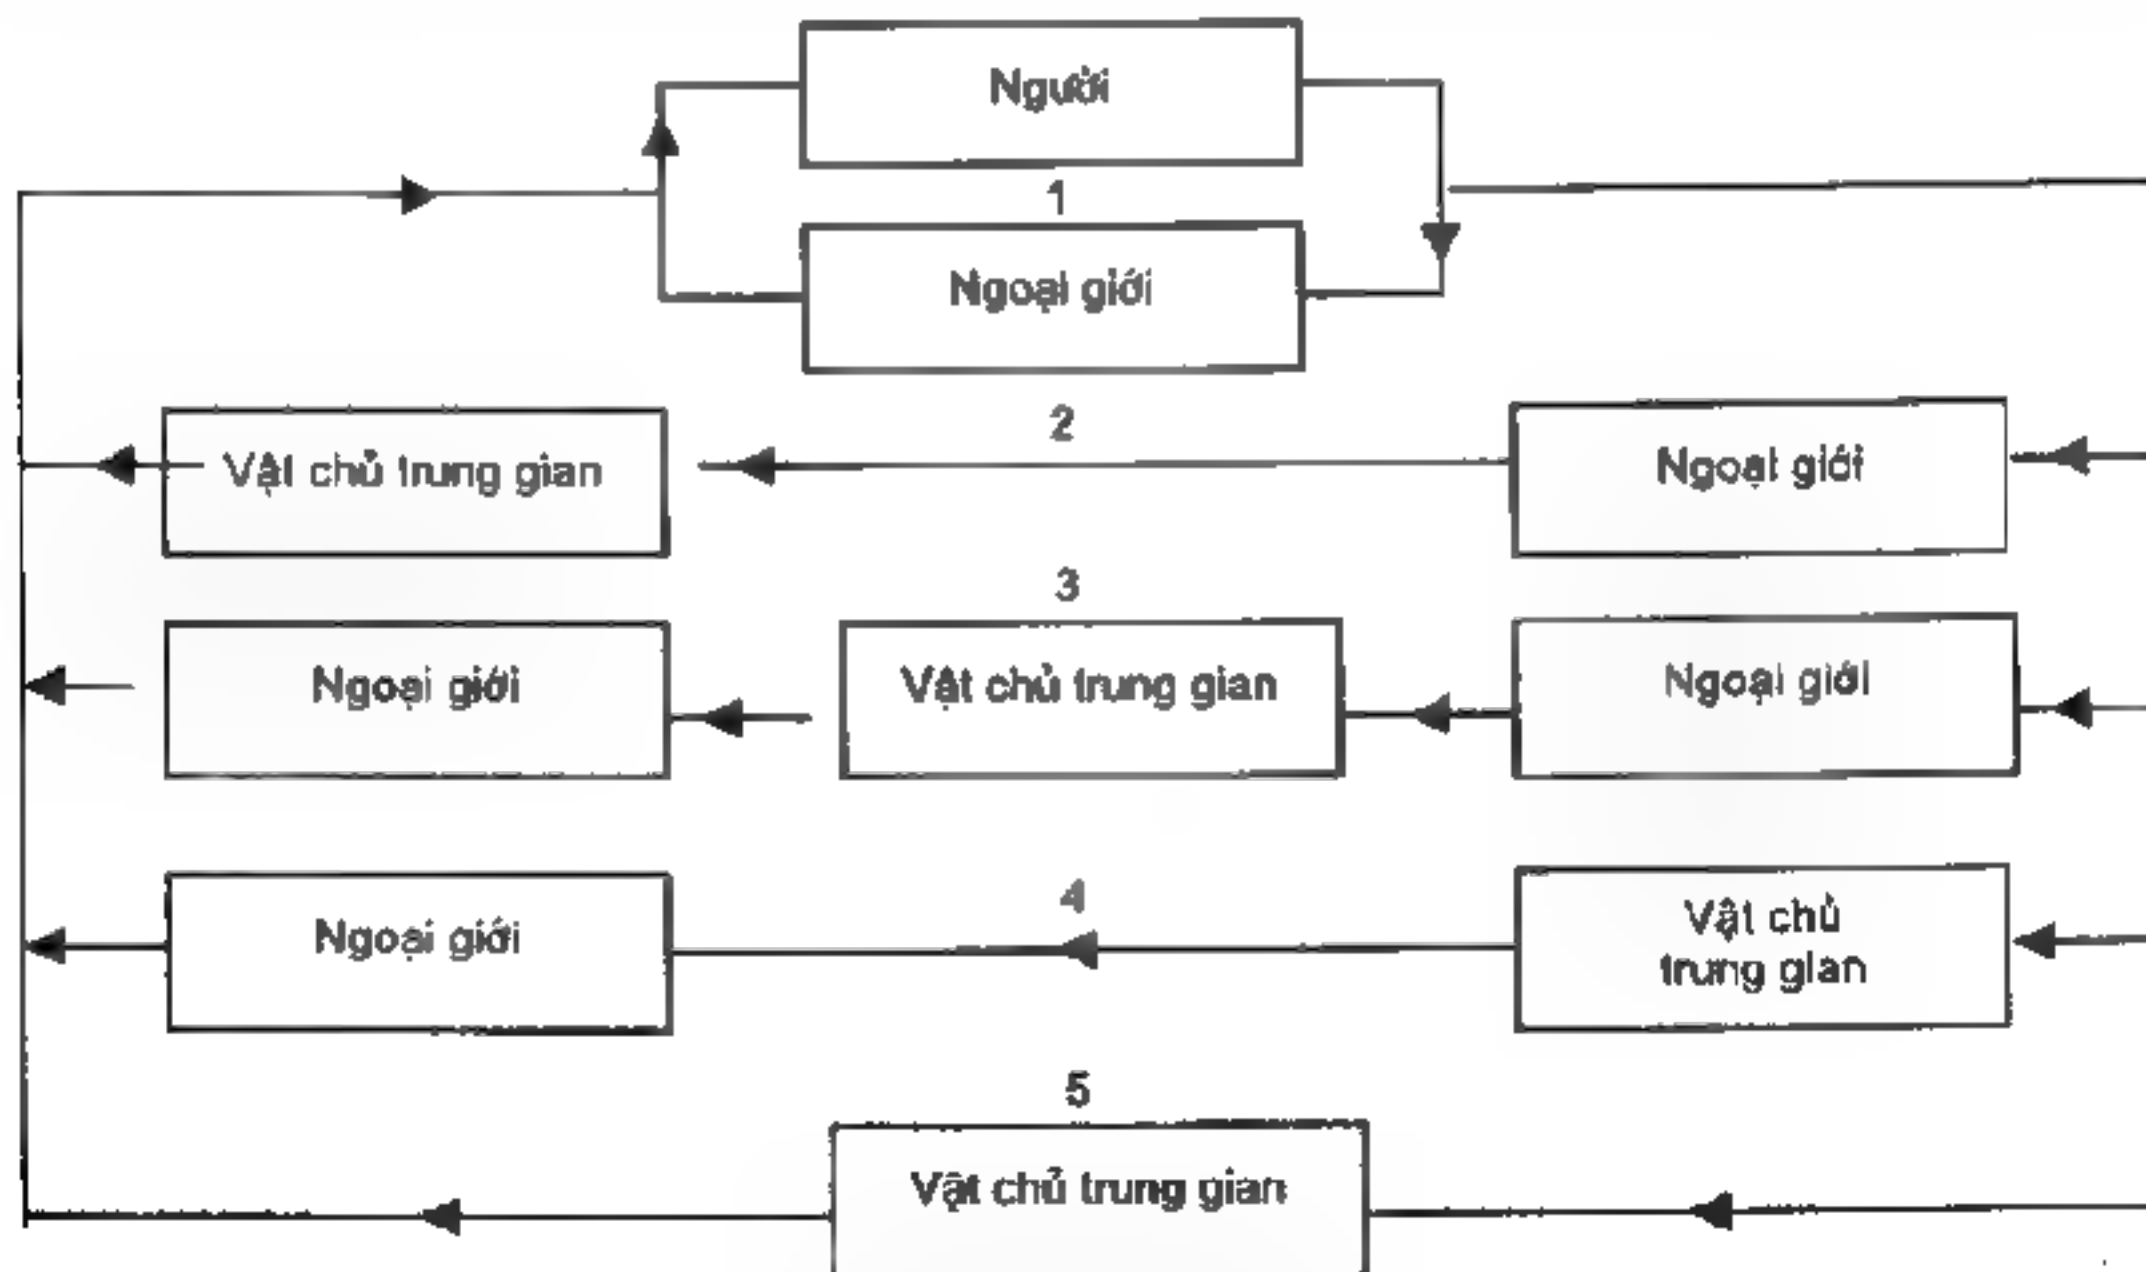 Người
1
Ngoại giới
2
Vật chủ trung gian
Ngoại giới
3
Ngoại giới
Vật chủ trung gian
Ngoại giới
4
Ngoại giới
Vật chủ
trung gian
5
Vật chủ trung gian